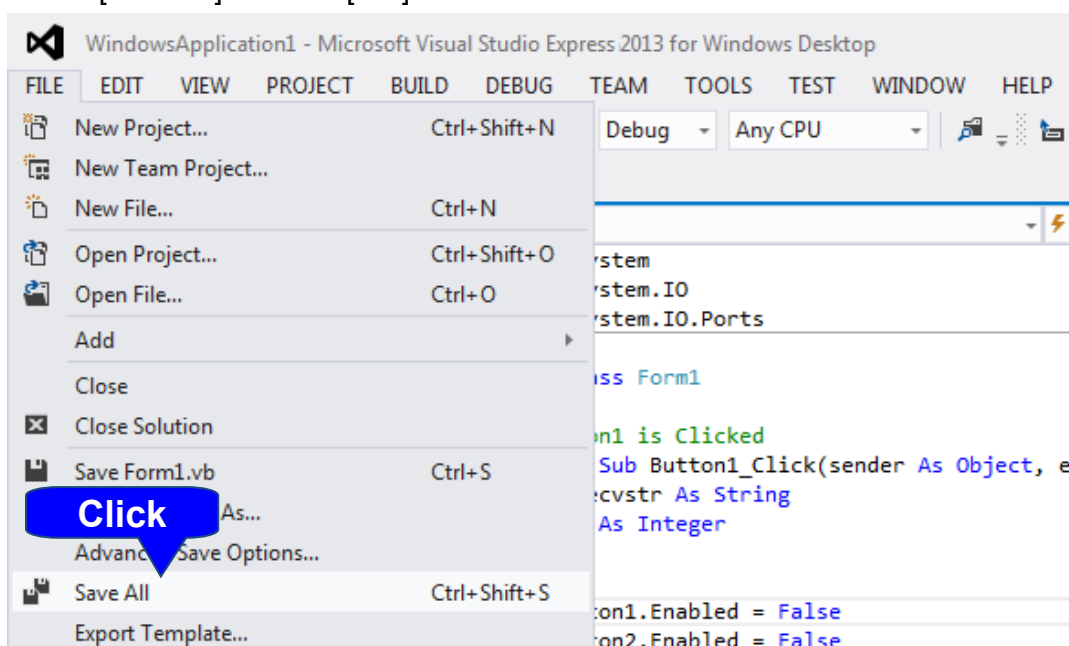 WindowsApplication1 - Microsoft Visual Studio Express 2013 for Windows Desktop
FILE EDIT VIEW PROJECT BUILD DEBUG TEAM TOOLS TEST WINDOW HELP
New Project... Ctrl+Shift+N
Debug Any CPU
New Team Project...
New File... Ctrl+N
Open Project... Ctrl+Shift+O
Open File... Ctrl+O
Add
Close
Close Solution
Save Form1.vb Ctrl+S
Click As...
Save Options...
Save All Ctrl+Shift+S
Export Template...
ystem
ystem.IO
ystem.IO.Ports
ass Form1
on1 is Clicked
Sub Button1_Click(sender As Object, e
ecvstr As String
As Integer
ton1.Enabled = False
ton2.Enabled = False